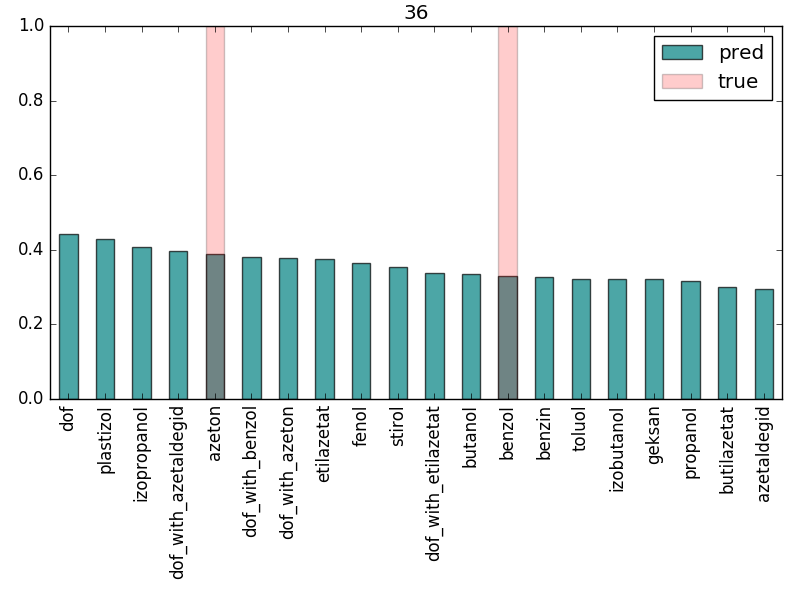 36
1.0
0.8
0.6
0.4
0.2
0.0
pred
true
dof
plastizol
izopropanol
dof_with_azetaldegid
azeton
dof_with_benzol
dof_with_azeton
etilazetat
fenol
stirol
dof_with_etilazetat
butanol
benzol
benzin
toluol
izobutanol
geksan
propanol
butilazetat
azetaldegid